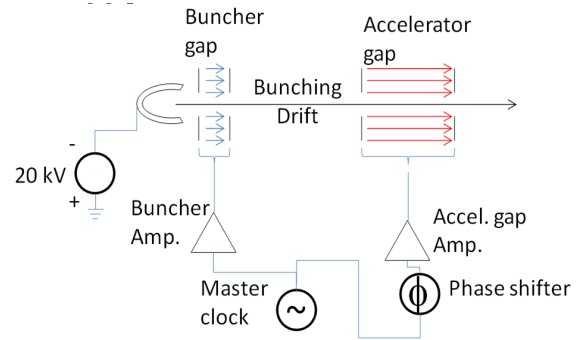 Buncher
gap
Accelerator
gap
Bunching
Drift
-
20 kV
+
Buncher
Amp.
Accel. gap
Amp.
Master
clock
~
ϕ
Phase shifter